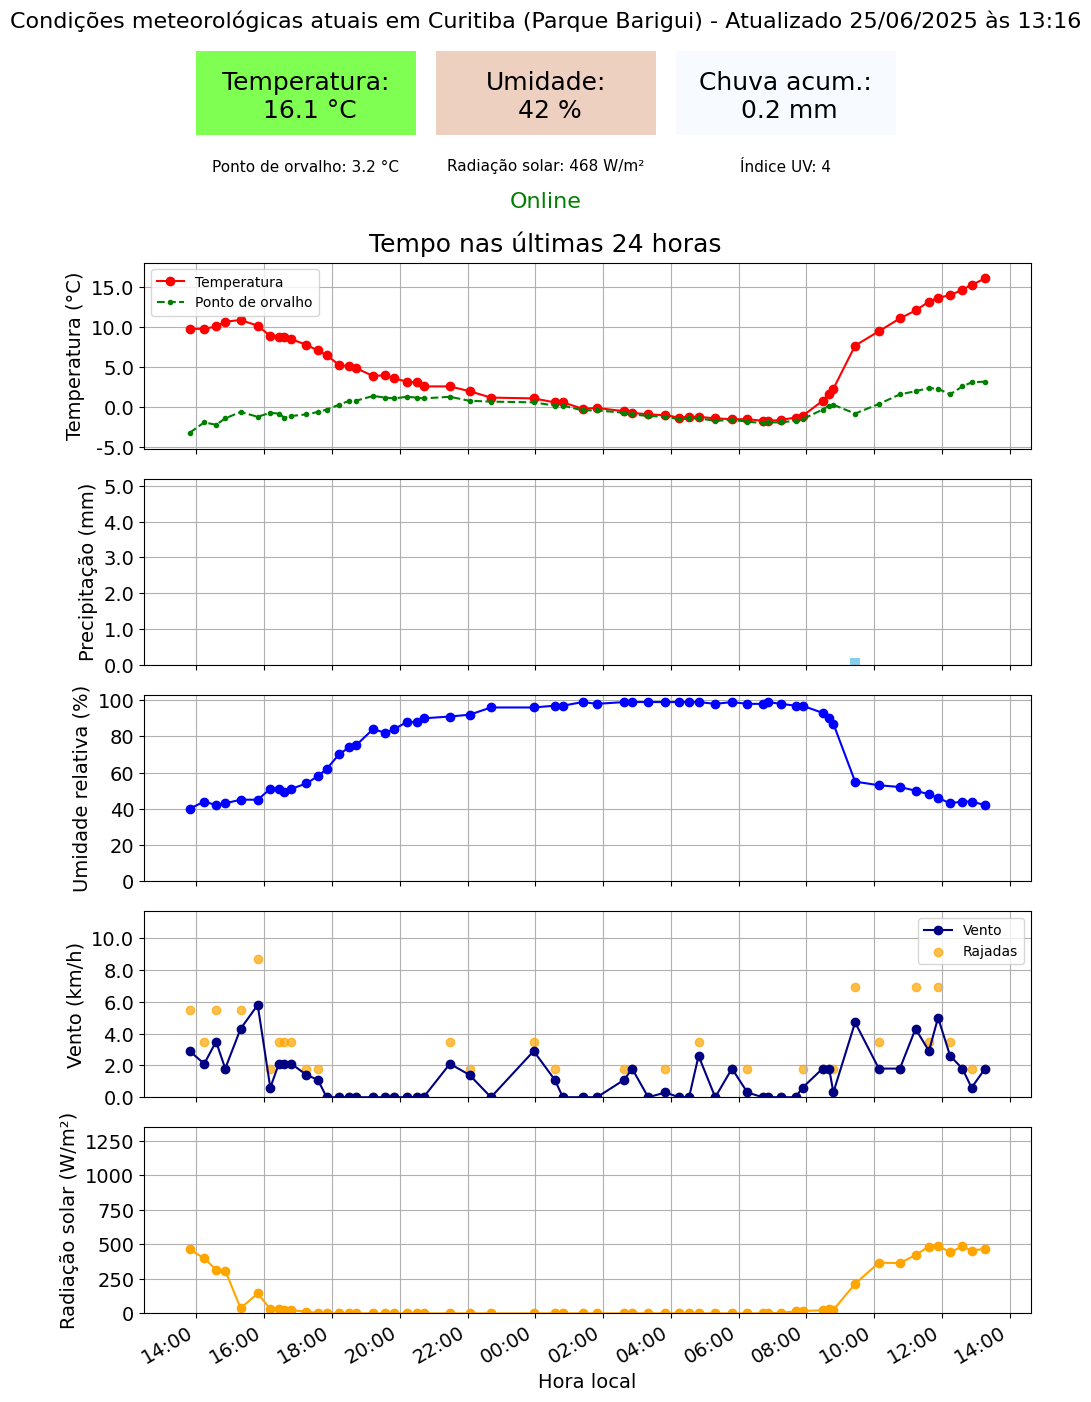 Condições meteorológicas atuais em Curitiba (Parque Barigui) - Atualizado 25/06/2025 às 13:16
Temperatura:
16.1 °C
Umidade:
42 %
Chuva acum.:
0.2 mm
Ponto de orvalho: 3.2 °C
Radiação solar: 468 W/m²
Índice UV: 4
Online
Tempo nas últimas 24 horas
Temperatura (°C)
15.0
10.0
5.0
0.0
-5.0
Temperatura
Ponto de orvalho
Precipitação (mm)
5.0
4.0
3.0
2.0
1.0
0.0
Umidade relativa (%)
100
80
60
40
20
0
Vento (km/h)
10.0
8.0
6.0
4.0
2.0
0.0
Vento
Rajadas
Radiação solar (W/m²)
1250
1000
750
500
250
0
14:00
16:00
18:00
20:00
22:00
00:00
02:00
04:00
06:00
08:00
10:00
12:00
14:00
Hora local